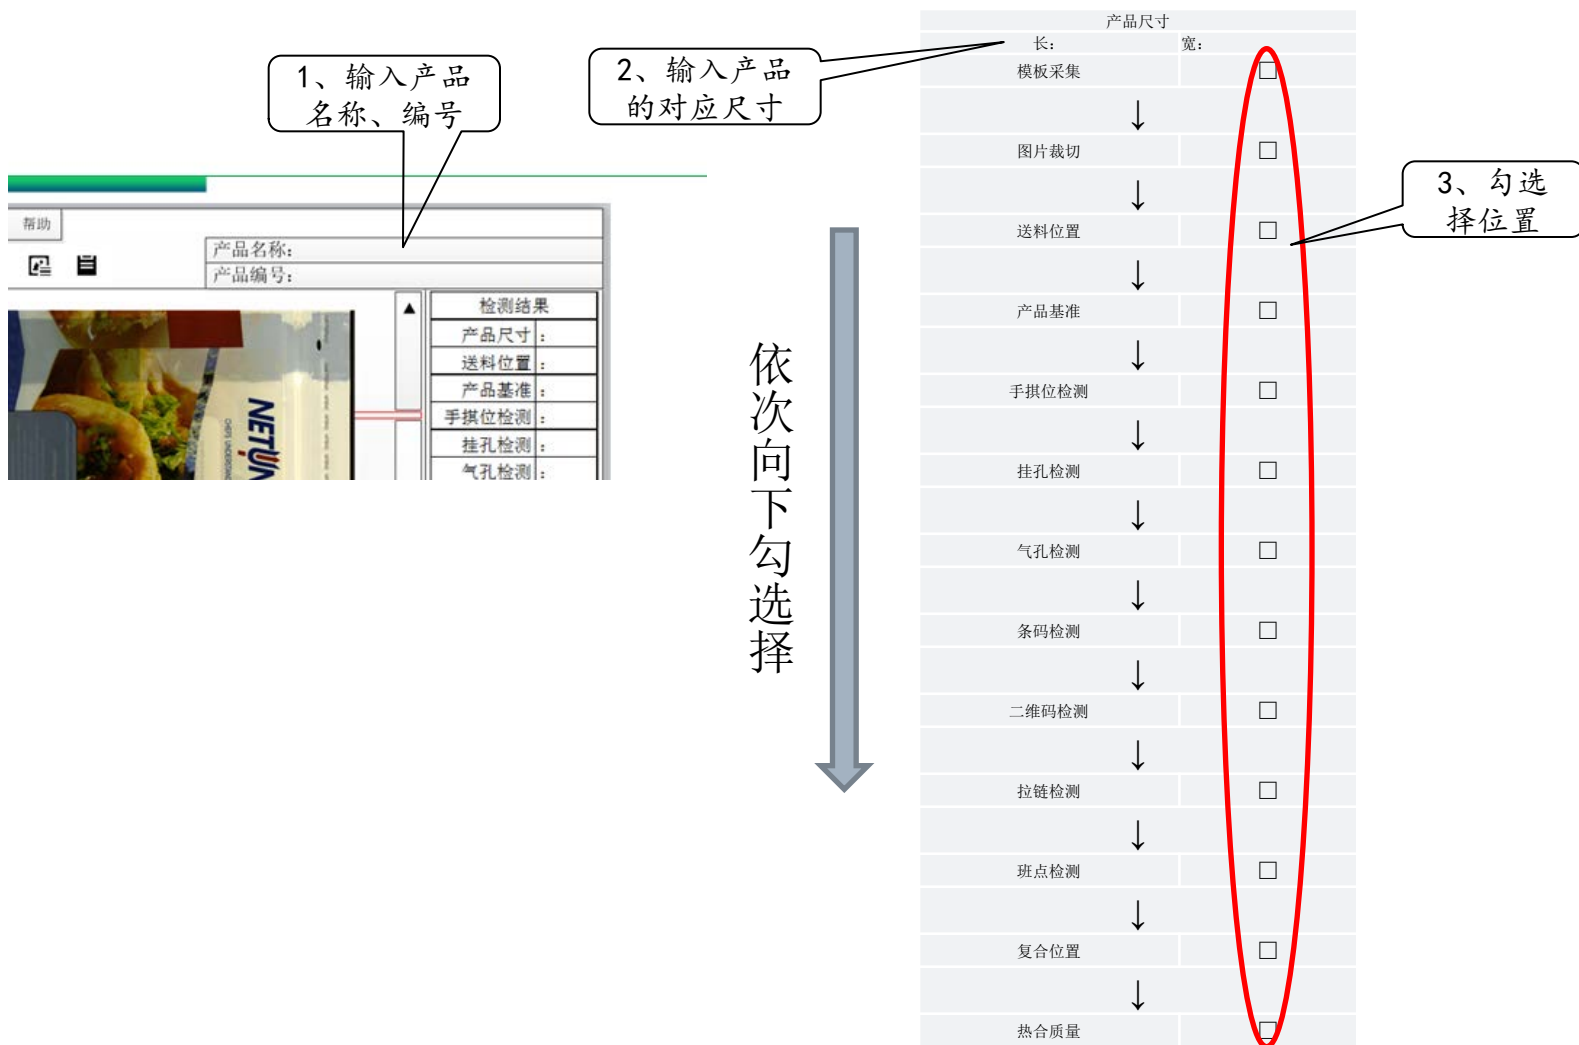 1、输入产品
名称、编号
帮助
产品名称：
产品编号：
检测结果
产品尺寸：
送料位置：
产品基准：
手掑位检测：
挂孔检测：
气孔检测：
依次向下勾选择
2、输入产品
的对应尺寸
产品尺寸
长： 宽：
模板采集 □
↓
图片裁切 □
↓
送料位置 □
↓
产品基准 □
↓
手掑位检测 □
↓
挂孔检测 □
↓
气孔检测 □
↓
条码检测 □
↓
二维码检测 □
↓
拉链检测 □
↓
班点检测 □
↓
复合位置 □
↓
热合质量 □
3、勾选
择位置